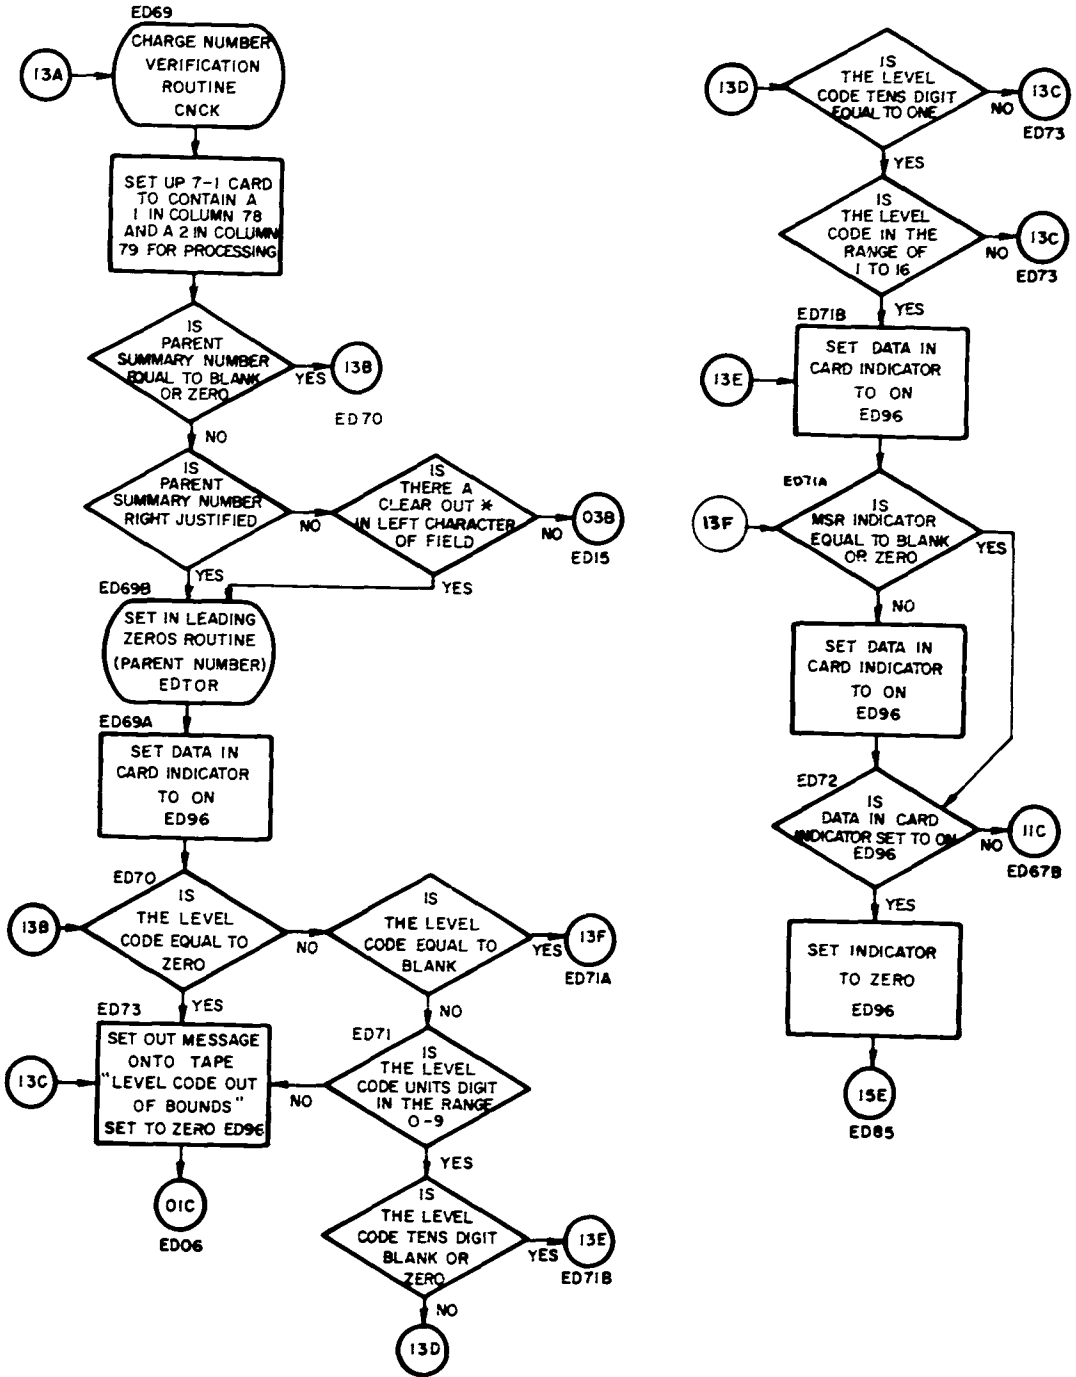 ED69
13A
CHARGE NUMBER
VERIFICATION
ROUTINE
CNCK
SET UP 7-1 CARD
TO CONTAIN A
1 IN COLUMN 78
AND A 2 IN COLUMN
79 FOR PROCESSING
IS
PARENT
SUMMARY NUMBER
EQUAL TO BLANK
OR ZERO
YES
13B
ED70
NO
IS
PARENT
SUMMARY NUMBER
RIGHT JUSTIFIED
NO
IS
THERE A
CLEAR OUT *
IN LEFT CHARACTER
OF FIELD
NO
03B
ED15
YES
YES
ED69B
SET IN LEADING
ZEROS ROUTINE
(PARENT NUMBER)
EDTOR
ED69A
SET DATA IN
CARD INDICATOR
TO ON
ED96
ED70
13B
IS
THE LEVEL
CODE EQUAL TO
ZERO
NO
IS
THE LEVEL
CODE EQUAL TO
BLANK
YES
13F
ED71A
YES
NO
ED73
13C
SET OUT MESSAGE
ONTO TAPE
"LEVEL CODE OUT
OF BOUNDS"
SET TO ZERO ED96
01C
ED06
ED71
IS
THE LEVEL
CODE UNITS DIGIT
IN THE RANGE
0-9
NO
YES
IS
THE LEVEL
CODE TENS DIGIT
BLANK OR
ZERO
YES
13E
ED71B
NO
13D
13D
IS
THE LEVEL
CODE TENS DIGIT
EQUAL TO ONE
NO
13C
ED73
YES
IS
THE LEVEL
CODE IN THE
RANGE OF
1 TO 16
NO
13C
ED73
YES
ED71B
13E
SET DATA IN
CARD INDICATOR
TO ON
ED96
ED71A
13F
IS
MSR INDICATOR
EQUAL TO BLANK
OR ZERO
YES
NO
SET DATA IN
CARD INDICATOR
TO ON
ED96
ED72
IS
DATA IN CARD
INDICATOR SET TO ON
ED96
NO
11C
ED67B
YES
SET INDICATOR
TO ZERO
ED96
15E
ED85